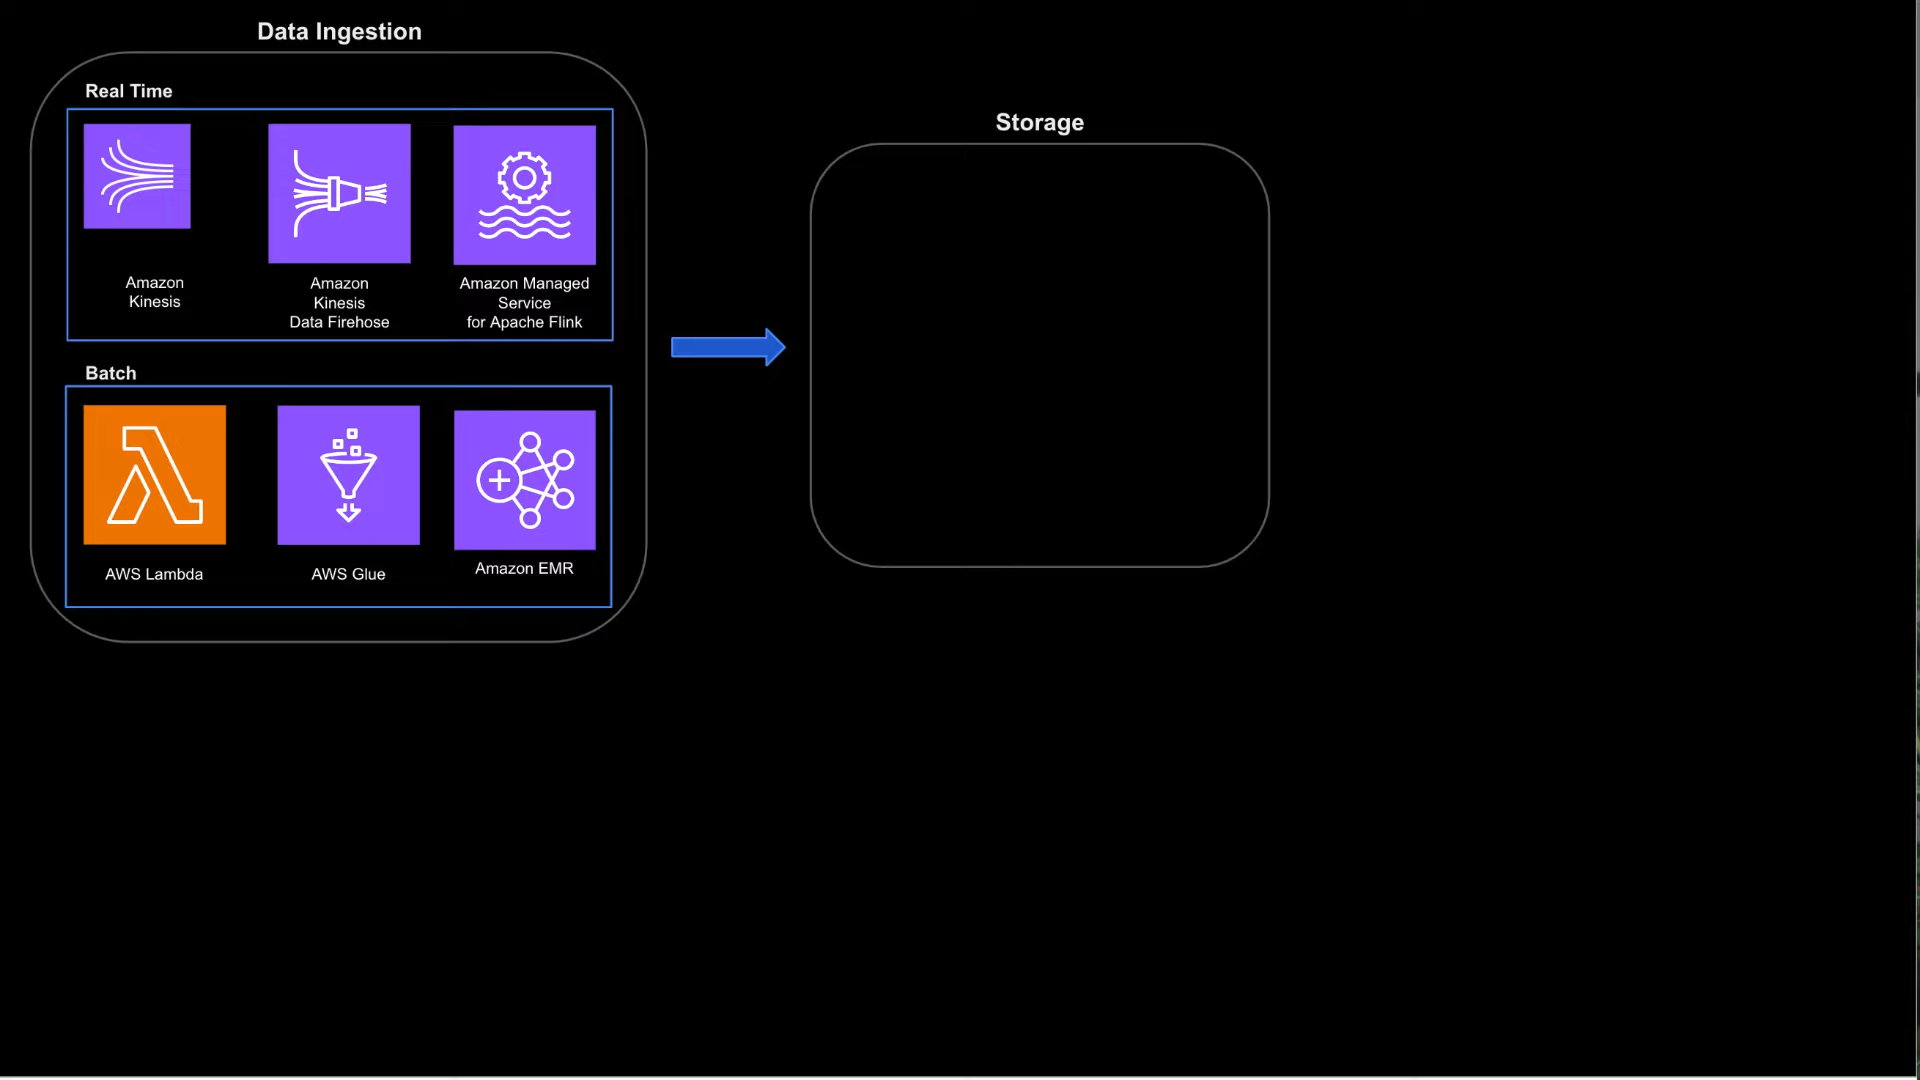 Data Ingestion
Real Time
Amazon
Kinesis
Amazon
Kinesis
Data Firehose
Amazon Managed
Service
for Apache Flink
Batch
AWS Lambda
AWS Glue
Amazon EMR
Storage